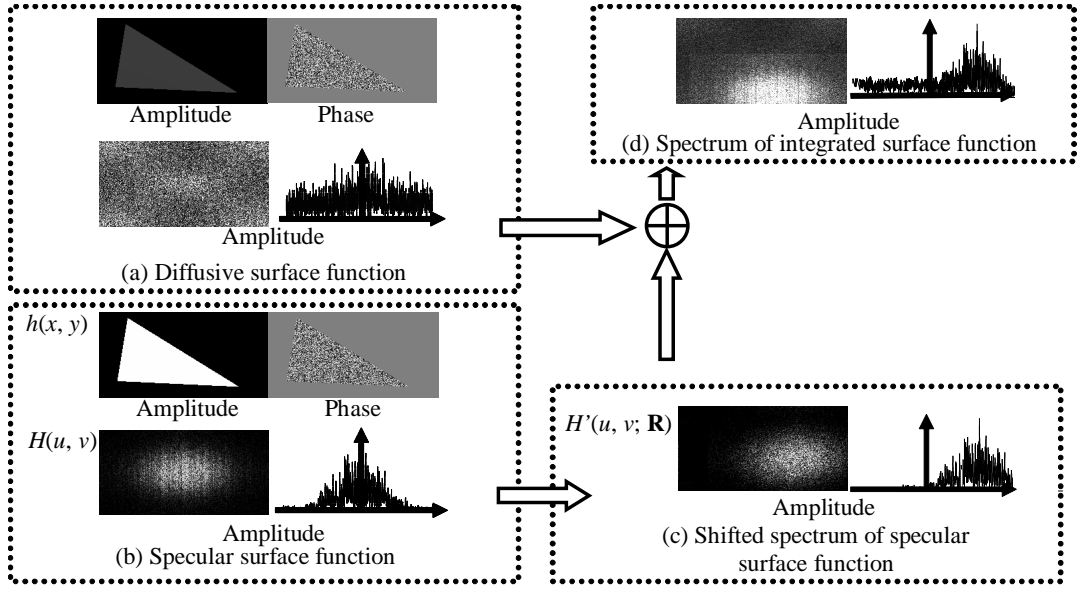 Amplitude Phase
Amplitude
(a) Diffusive surface function
h(x, y)
Amplitude Phase
H(u, v)
Amplitude
(b) Specular surface function
H’(u, v; R)
Amplitude
(c) Shifted spectrum of specular
surface function
Amplitude
(d) Spectrum of integrated surface function